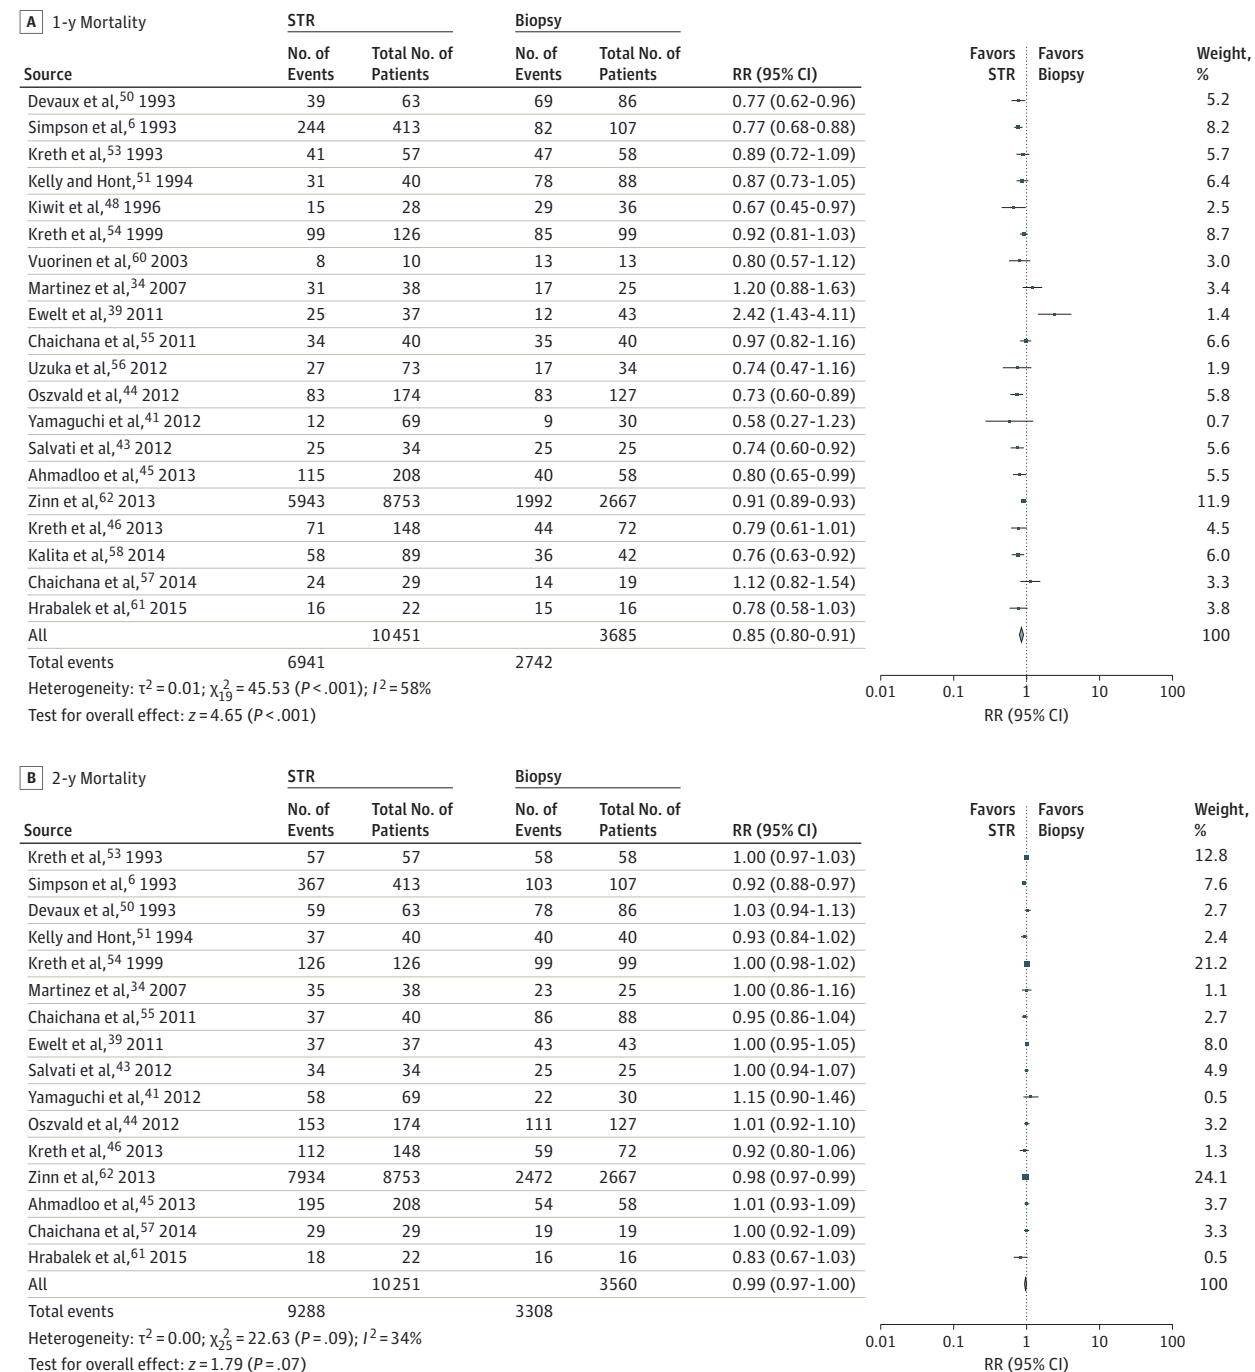 A 1-y Mortality STR Biopsy
No. of Events Total No. of Patients No. of Events Total No. of Patients Favors STR Favors Biopsy Weight, %
Source RR (95% CI)
Devaux et al,50 1993 39 63 69 86 0.77 (0.62-0.96) 5.2
Simpson et al,6 1993 244 413 82 107 0.77 (0.68-0.88) 8.2
Kreth et al,53 1993 41 57 47 58 0.89 (0.72-1.09) 5.7
Kelly and Hont,51 1994 31 40 78 88 0.87 (0.73-1.05) 6.4
Kiwit et al,48 1996 15 28 29 36 0.67 (0.45-0.97) 2.5
Kreth et al,54 1999 99 126 85 99 0.92 (0.81-1.03) 8.7
Vuorinen et al,60 2003 8 10 13 13 0.80 (0.57-1.12) 3.0
Martinez et al,34 2007 31 38 17 25 1.20 (0.88-1.63) 3.4
Ewelt et al,39 2011 25 37 12 43 2.42 (1.43-4.11) 1.4
Chaichana et al,55 2011 34 40 35 40 0.97 (0.82-1.16) 6.6
Uzuka et al,56 2012 27 73 17 34 0.74 (0.47-1.16) 1.9
Oszvald et al,44 2012 83 174 83 127 0.73 (0.60-0.89) 5.8
Yamaguchi et al,41 2012 12 69 9 30 0.58 (0.27-1.23) 0.7
Salvati et al,43 2012 25 34 25 25 0.74 (0.60-0.92) 5.6
Ahmadloo et al,45 2013 115 208 40 58 0.80 (0.65-0.99) 5.5
Zinn et al,62 2013 5943 8753 1992 2667 0.91 (0.89-0.93) 11.9
Kreth et al,46 2013 71 148 44 72 0.79 (0.61-1.01) 4.5
Kalita et al,58 2014 58 89 36 42 0.76 (0.63-0.92) 6.0
Chaichana et al,57 2014 24 29 14 19 1.12 (0.82-1.54) 3.3
Hrabalek et al,61 2015 16 22 15 16 0.78 (0.58-1.03) 3.8
All 10451 3685 0.85 (0.80-0.91) 100
Total events 6941 2742
Heterogeneity: τ2 = 0.01; χ2 19 = 45.53 (P < .001); I2 = 58%
0.01 0.1 1 10 100
Test for overall effect: z = 4.65 (P < .001) RR (95% CI)
B 2-y Mortality STR Biopsy
No. of Events Total No. of Patients No. of Events Total No. of Patients Favors STR Favors Biopsy Weight, %
Source RR (95% CI)
Kreth et al,53 1993 57 57 58 58 1.00 (0.97-1.03) 12.8
Simpson et al,6 1993 367 413 103 107 0.92 (0.88-0.97) 7.6
Devaux et al,50 1993 59 63 78 86 1.03 (0.94-1.13) 2.7
Kelly and Hont,51 1994 37 40 40 40 0.93 (0.84-1.02) 2.4
Kreth et al,54 1999 126 126 99 99 1.00 (0.98-1.02) 21.2
Martinez et al,34 2007 35 38 23 25 1.00 (0.86-1.16) 1.1
Chaichana et al,55 2011 37 40 86 88 0.95 (0.86-1.04) 2.7
Ewelt et al,39 2011 37 37 43 43 1.00 (0.95-1.05) 8.0
Salvati et al,43 2012 34 34 25 25 1.00 (0.94-1.07) 4.9
Yamaguchi et al,41 2012 58 69 22 30 1.15 (0.90-1.46) 0.5
Oszvald et al,44 2012 153 174 111 127 1.01 (0.92-1.10) 3.2
Kreth et al,46 2013 112 148 59 72 0.92 (0.80-1.06) 1.3
Zinn et al,62 2013 7934 8753 2472 2667 0.98 (0.97-0.99) 24.1
Ahmadloo et al,45 2013 195 208 54 58 1.01 (0.93-1.09) 3.7
Chaichana et al,57 2014 29 29 19 19 1.00 (0.92-1.09) 3.3
Hrabalek et al,61 2015 18 22 16 16 0.83 (0.67-1.03) 0.5
All 10251 3560 0.99 (0.97-1.00) 100
Total events 9288 3308
Heterogeneity: τ2 = 0.00; χ2 25 = 22.63 (P = .09); I2 = 34%
0.01 0.1 1 10 100
Test for overall effect: z = 1.79 (P = .07) RR (95% CI)